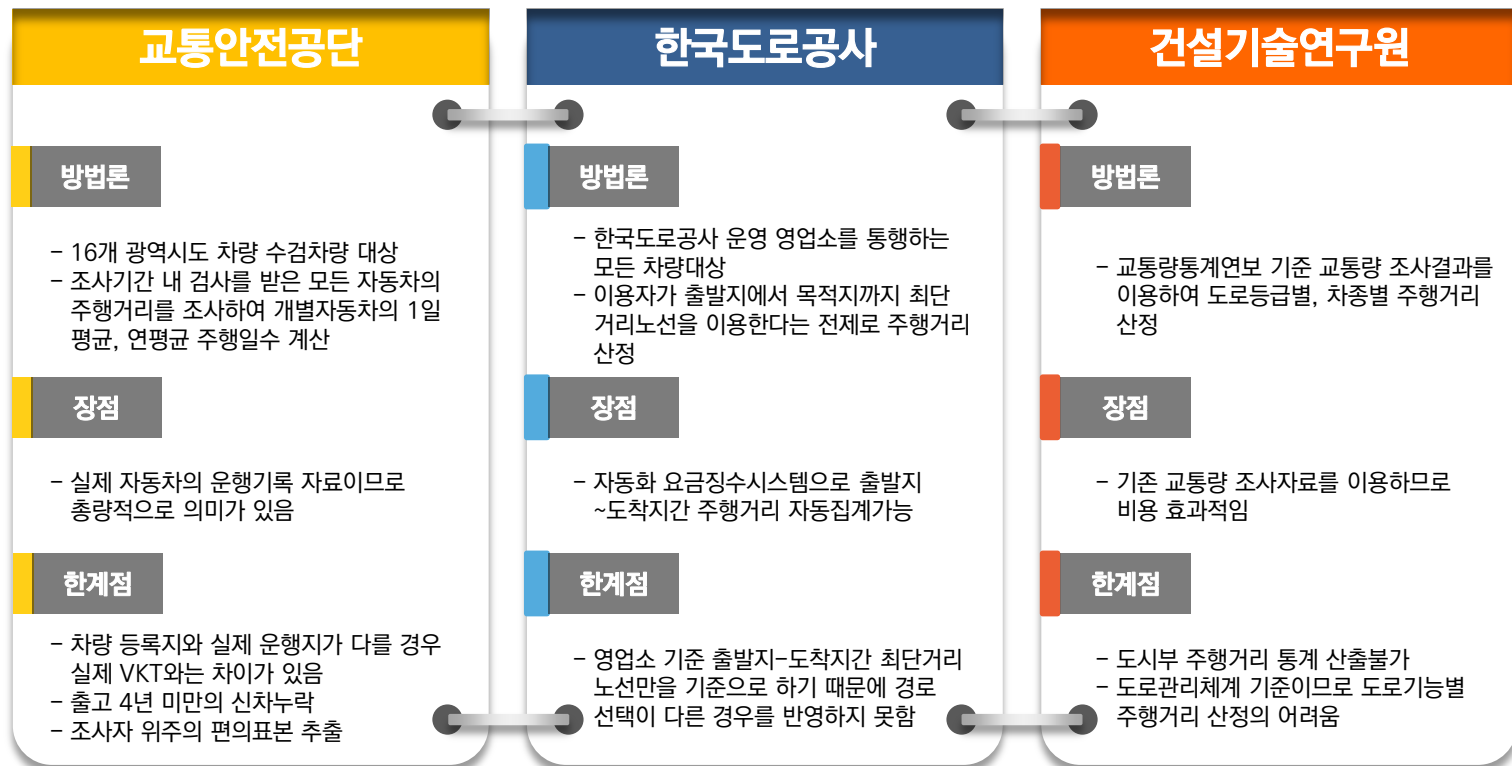 교통안전공단
방법론
- 16개 광역시도 차량 수검차량 대상
- 조사기간 내 검사를 받은 모든 자동차의
주행거리를 조사하여 개별자동차의 1일
평균, 연평균 주행일수 계산
장점
- 실제 자동차의 운행기록 자료이므로
총량적으로 의미가 있음
한계점
- 차량 등록지와 실제 운행지가 다를 경우
실제 VKT와는 차이가 있음
- 출고 4년 미만의 신차누락
- 조사자 위주의 편의표본 추출
한국도로공사
방법론
- 한국도로공사 운영 영업소를 통행하는
모든 차량대상
- 이용자가 출발지에서 목적지까지 최단
거리노선을 이용한다는 전제로 주행거리
산정
장점
- 자동화 요금징수시스템으로 출발지
~도착지간 주행거리 자동집계가능
한계점
- 영업소 기준 출발지-도착지간 최단거리
노선만을 기준으로 하기 때문에 경로
선택이 다른 경우를 반영하지 못함
건설기술연구원
방법론
- 교통량통계연보 기준 교통량 조사결과를
이용하여 도로등급별, 차종별 주행거리
산정
장점
- 기존 교통량 조사자료를 이용하므로
비용 효과적임
한계점
- 도시부 주행거리 통계 산출불가
- 도로관리체계 기준이므로 도로기능별
주행거리 산정의 어려움